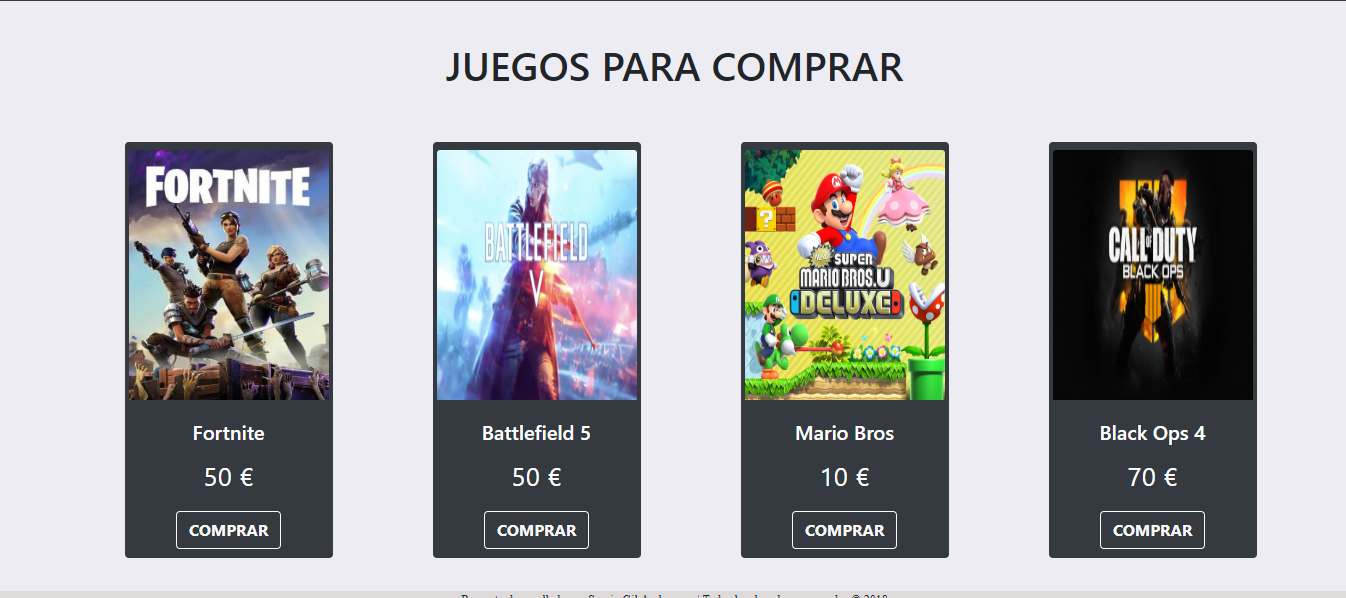 JUEGOS PARA COMPRAR
FORTNITE
Fortnite
50 €
COMPRAR
BATTLEFIELD
V
Battlefield 5
50 €
COMPRAR
?
M
New
SUPER
MARIO BROS. U
DELUXE
Mario Bros
10 €
COMPRAR
CALL OF DUTY
BLACK OPS
Black Ops 4
70 €
COMPRAR